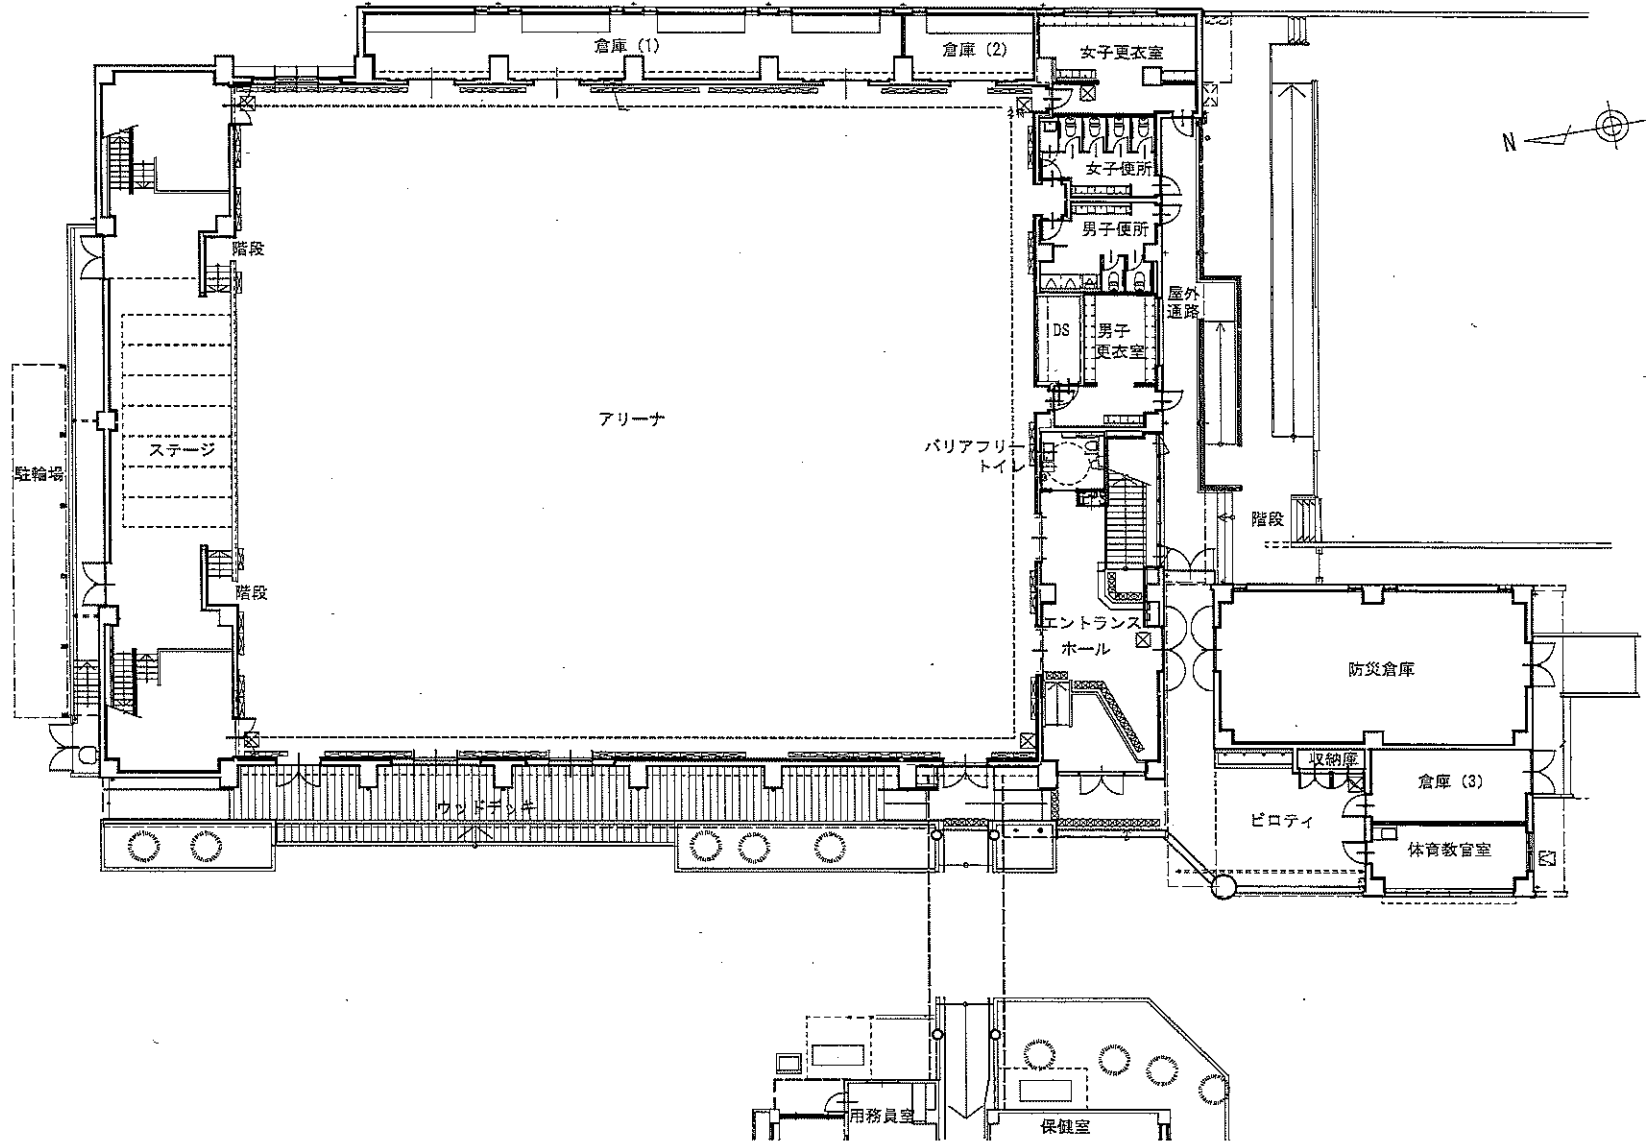 倉庫 (1)
倉庫 (2)
女子更衣室
N
女子便所
男子便所
階段
屋外
通路
DS
男子
更衣室
アリーナ
ステージ
バリアフリー
トイレ
駐輪場
階段
階段
エントランス
ホール
防災倉庫
収納庫
倉庫 (3)
ウッドデッキ
ピロティ
体育教官室
用務員室
保健室